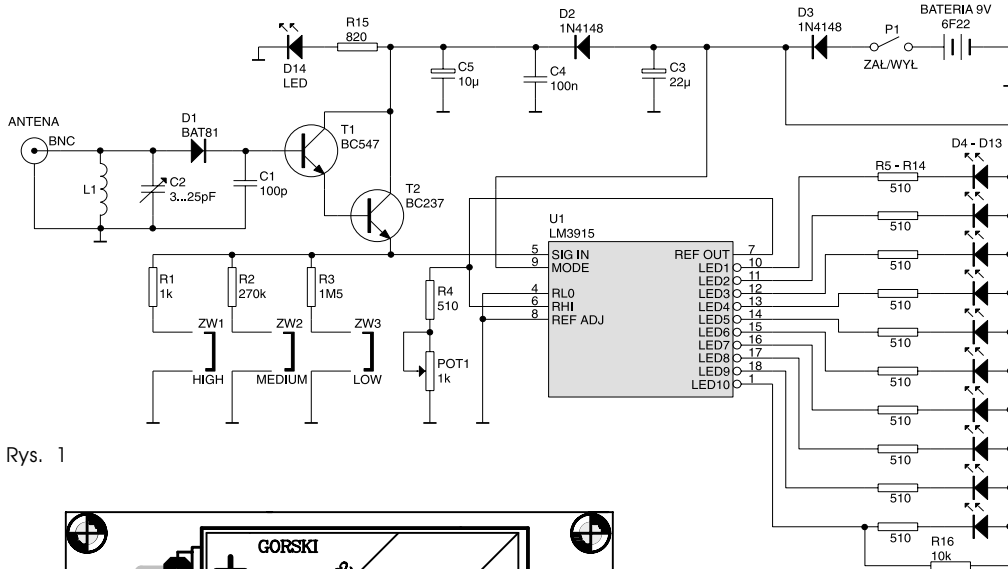 BATERIA 9V
6F22
D2
1N4148
D3
1N4148
P1
ZAŁ/WYŁ
R15
820
D14
LED
C5
10µ
C4
100n
C3
22µ
ANTENA
BNC
D1
BAT81
L1
C2
3...25pF
C1
100p
T1
BC547
T2
BC237
D4 - D13
R5 - R14
510
510
510
510
510
510
510
510
510
510
R16
10k
U1
LM3915
5 SIG IN
9 MODE
4 RL0
6 RHI
8 REF ADJ
REF OUT 7
LED1 10
LED2 11
LED3 12
LED4 13
LED5 14
LED6 15
LED7 16
LED8 17
LED9 18
LED10 1
R1
1k
R2
270k
R3
1M5
R4
510
POT1
1k
ZW1
HIGH
ZW2
MEDIUM
ZW3
LOW
Rys. 1
GORSKI
+